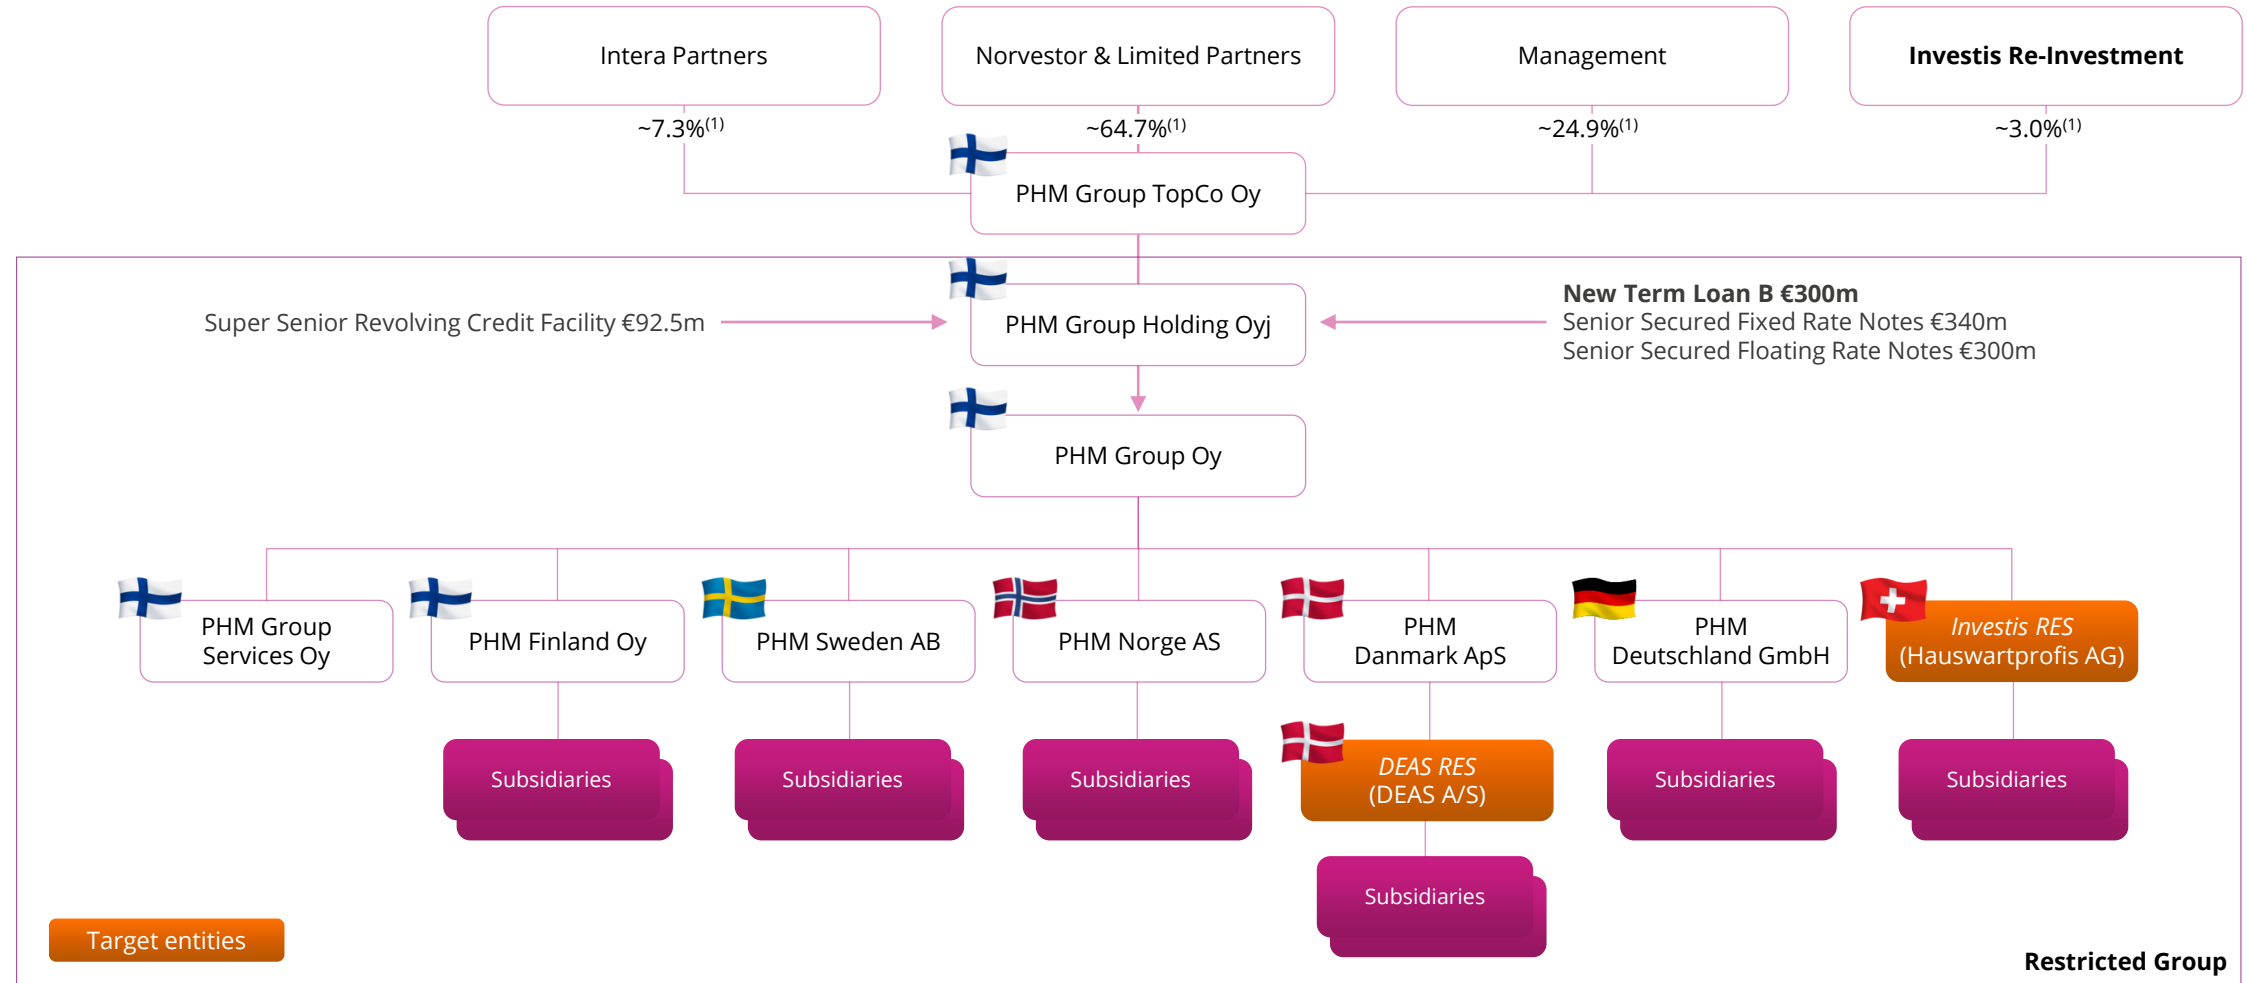 Intera Partners
Norvestor & Limited Partners
Management
Investis Re-Investment
~7.3%(1)
~64.7%(1)
~24.9%(1)
~3.0%(1)
PHM Group TopCo Oy
Super Senior Revolving Credit Facility €92.5m
PHM Group Holding Oyj
New Term Loan B €300m
Senior Secured Fixed Rate Notes €340m
Senior Secured Floating Rate Notes €300m
PHM Group Oy
PHM Group
Services Oy
PHM Finland Oy
PHM Sweden AB
PHM Norge AS
PHM
Danmark ApS
PHM
Deutschland GmbH
Investis RES
(Hauswartprofis AG)
Subsidiaries
Subsidiaries
Subsidiaries
DEAS RES
(DEAS A/S)
Subsidiaries
Subsidiaries
Subsidiaries
Target entities
Restricted Group